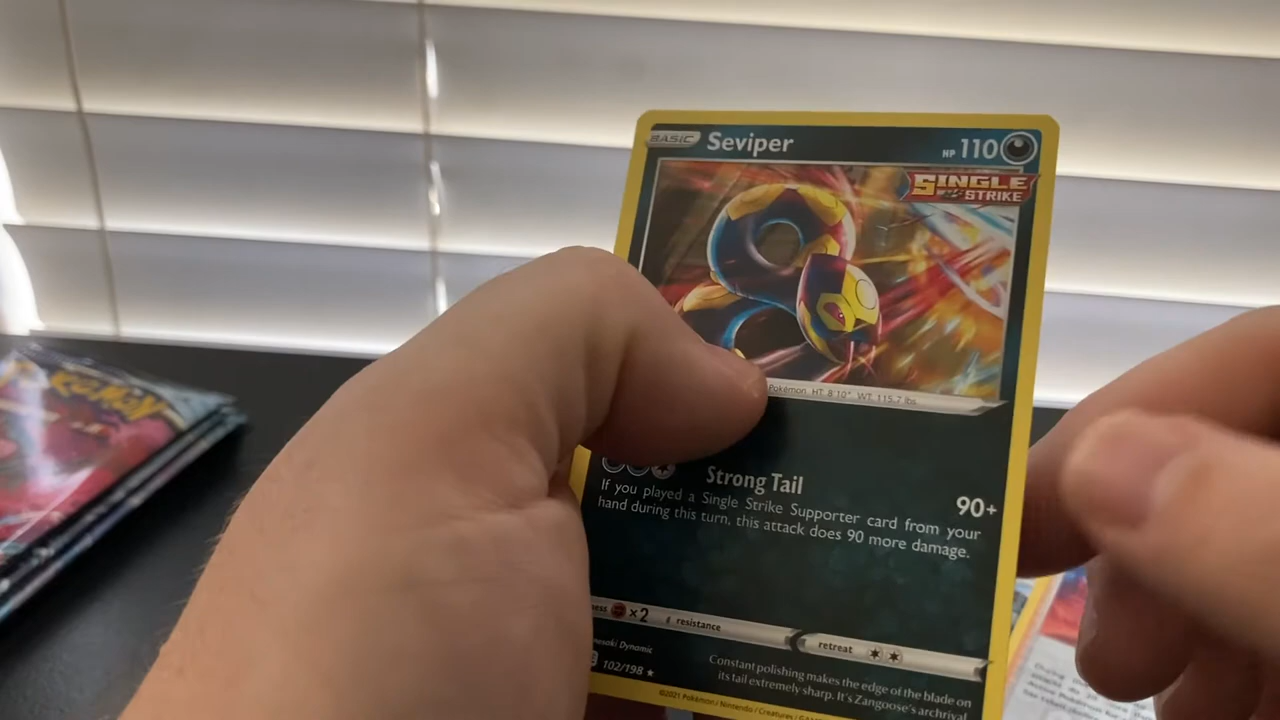 BASIC Seviper HP 110
SINGLE
STRIKE
Pokémon HT: 8'10" WT: 115.7 lbs.
POKéMON
Strong Tail 90+
If you played a Single Strike Supporter card from your
hand during this turn, this attack does 90 more damage.
×2 resistance
retreat
102/198 ★
Constant polishing makes the edge of the blade on
its tail extremely sharp. It's Zangoose's archrival
©2021 Pokémon / Nintendo / Creatures /